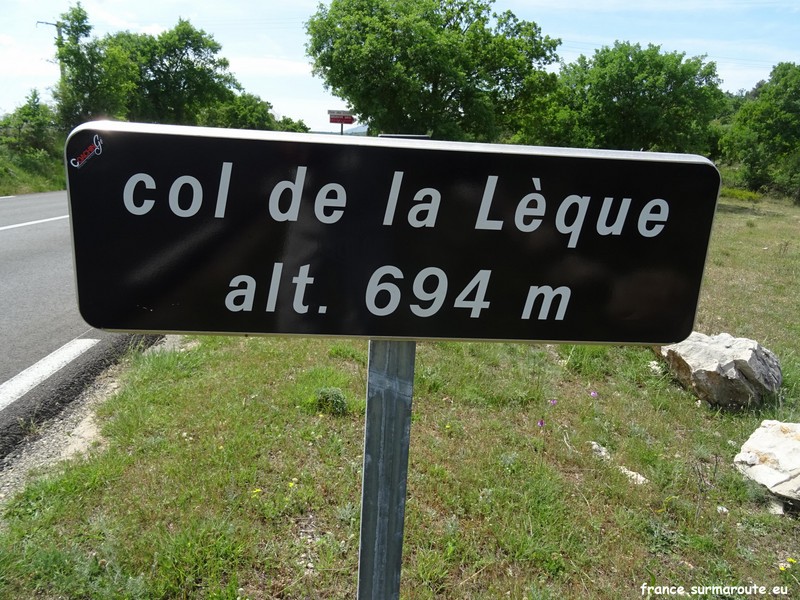 col de la Lèque
alt. 694 m
france.surmaroute.eu